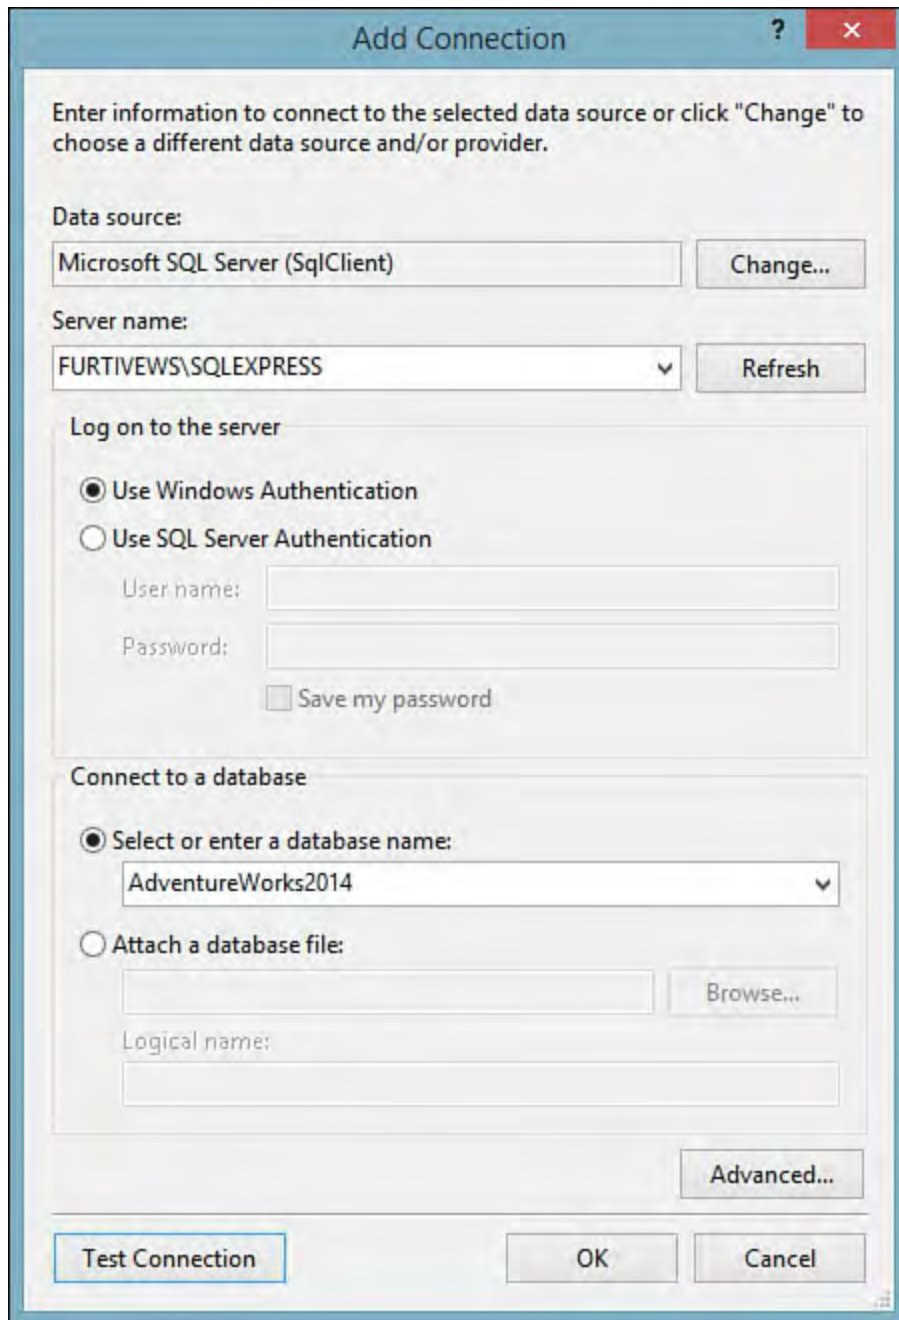 Add Connection
?
Enter information to connect to the selected data source or click "Change" to
choose a different data source and/or provider.
Data source:
Microsoft SQL Server (SqlClient)
Change...
Server name:
FURTIVEWS\SQLEXPRESS
Refresh
Log on to the server
Use Windows Authentication
Use SQL Server Authentication
User name:
Password:
Save my password
Connect to a database
Select or enter a database name:
AdventureWorks2014
Attach a database file:
Browse...
Logical name:
Advanced...
Test Connection
OK
Cancel